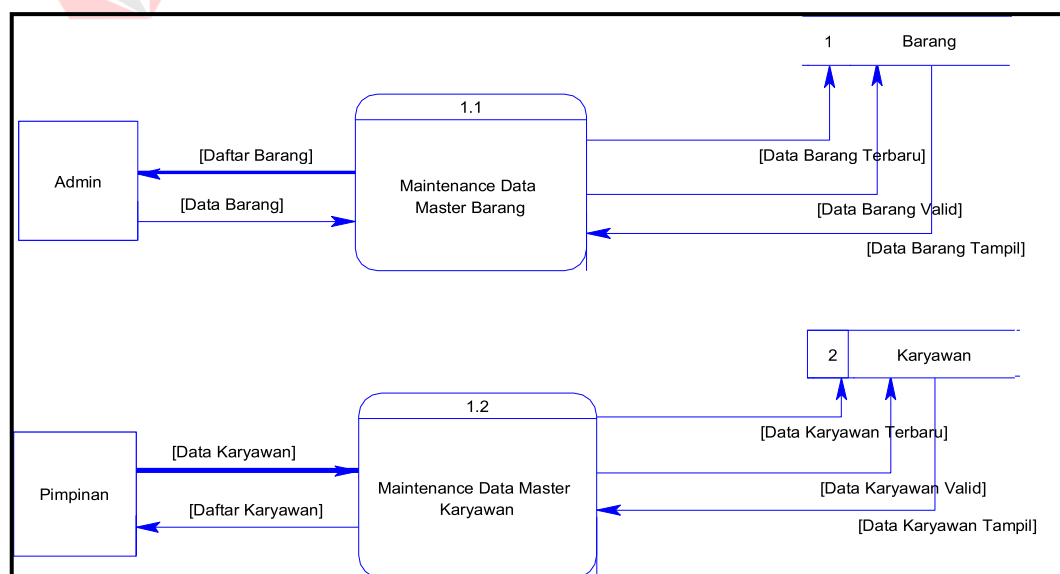 1 Barang
1.1
[Daftar Barang]
[Data Barang Terbaru]
Admin
Maintenance Data
Master Barang
[Data Barang]
[Data Barang Valid]
[Data Barang Tampil]
2 Karyawan
1.2
[Data Karyawan Terbaru]
[Data Karyawan]
Pimpinan
Maintenance Data Master
Karyawan
[Data Karyawan Valid]
[Daftar Karyawan]
[Data Karyawan Tampil]